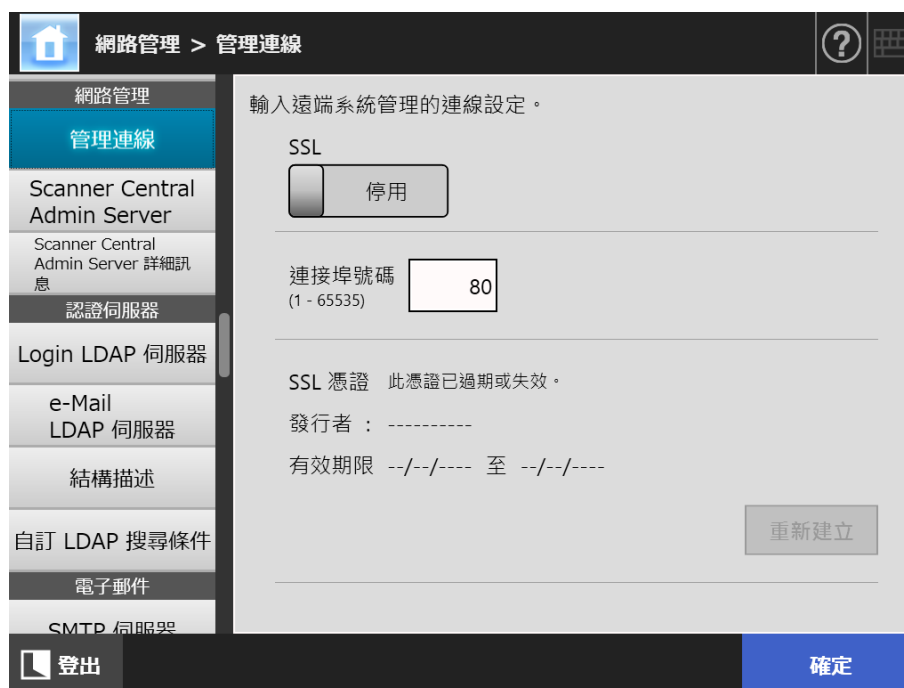 網路管理 > 管理連線
?
網路管理
管理連線
Scanner Central
Admin Server
Scanner Central
Admin Server 詳細訊
息
認證伺服器
Login LDAP 伺服器
e-Mail
LDAP 伺服器
結構描述
自訂 LDAP 搜尋條件
電子郵件
SMTP 伺服器
輸入遠端系統管理的連線設定。
SSL
停用
連接埠號碼
(1 - 65535)
80
SSL 憑證 此憑證已過期或失效。
發行者 : ----------
有效期限 --/--/---- 至 --/--/----
重新建立
登出
確定